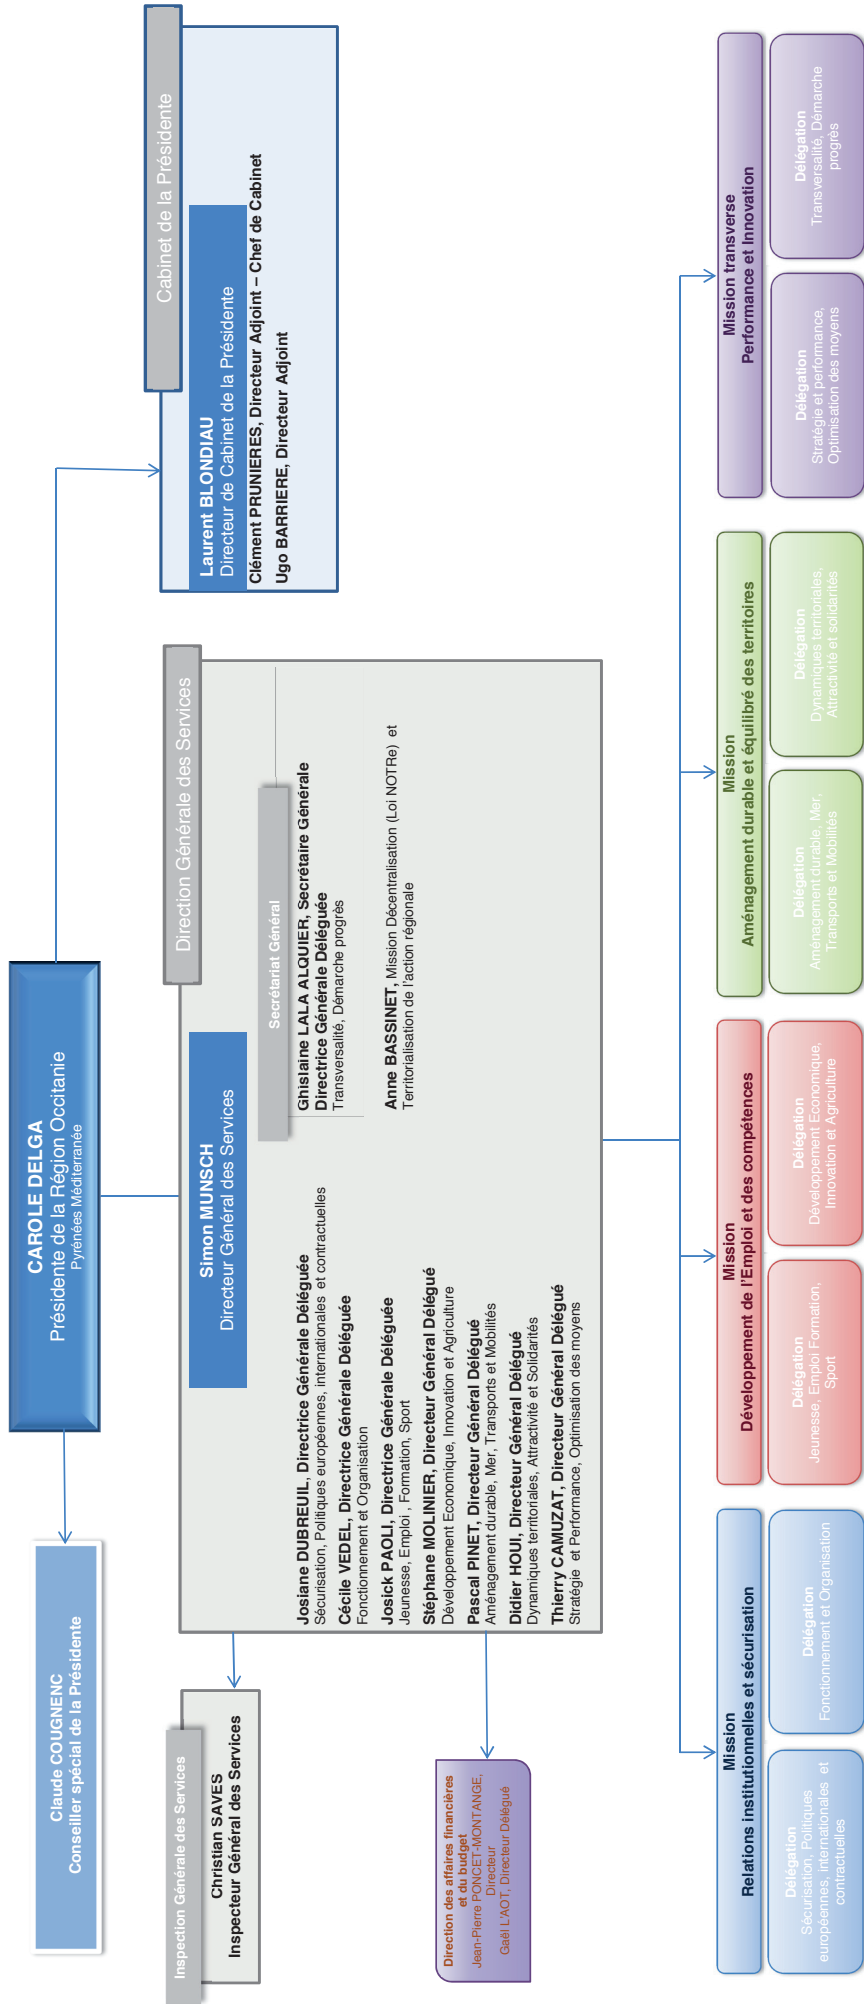 CAROLE DELGA
Présidente de la Région Occitanie
Pyrénées Méditerranée
Claude COUGNENC
Conseiller spécial de la Présidente
Cabinet de la Présidente
Laurent BLONDIAU
Directeur de Cabinet de la Présidente
Clément PRUNIERES, Directeur Adjoint – Chef de Cabinet
Ugo BARRIERE, Directeur Adjoint
Inspection Générale des Services
Christian SAVES
Inspecteur Général des Services
Direction Générale des Services
Simon MUNSCH
Directeur Général des Services
Josiane DUBREUIL, Directrice Générale Déléguée
Sécurisation, Politiques européennes, internationales et contractuelles
Cécile VEDEL, Directrice Générale Déléguée
Fonctionnement et Organisation
Josick PAOLI, Directrice Générale Déléguée
Jeunesse, Emploi , Formation, Sport
Stéphane MOLINIER, Directeur Général Délégué
Développement Economique, Innovation et Agriculture
Pascal PINET, Directeur Général Délégué
Aménagement durable, Mer, Transports et Mobilités
Didier HOUI, Directeur Général Délégué
Dynamiques territoriales, Attractivité et Solidarités
Thierry CAMUZAT, Directeur Général Délégué
Stratégie et Performance, Optimisation des moyens
Secrétariat Général
Ghislaine LALA ALQUIER, Secrétaire Générale
Directrice Générale Déléguée
Transversalité, Démarche progrès
Anne BASSINET, Mission Décentralisation (Loi NOTRe) et
Territorialisation de l'action régionale
Direction des affaires financières
et du budget
Jean-Pierre PONCET-MONTANGE,
Directeur
Gaël L'AOT, Directeur Délégué
Mission
Relations institutionnelles et sécurisation
Délégation
Sécurisation, Politiques
européennes, internationales et
contractuelles
Délégation
Fonctionnement et Organisation
Mission
Développement de l'Emploi et des compétences
Délégation
Jeunesse, Emploi Formation,
Sport
Délégation
Développement Economique,
Innovation et Agriculture
Mission
Aménagement durable et équilibré des territoires
Délégation
Aménagement durable, Mer,
Transports et Mobilités
Délégation
Dynamiques territoriales,
Attractivité et solidarités
Mission transverse
Performance et Innovation
Délégation
Stratégie et performance,
Optimisation des moyens
Délégation
Transversalité, Démarche
progrès